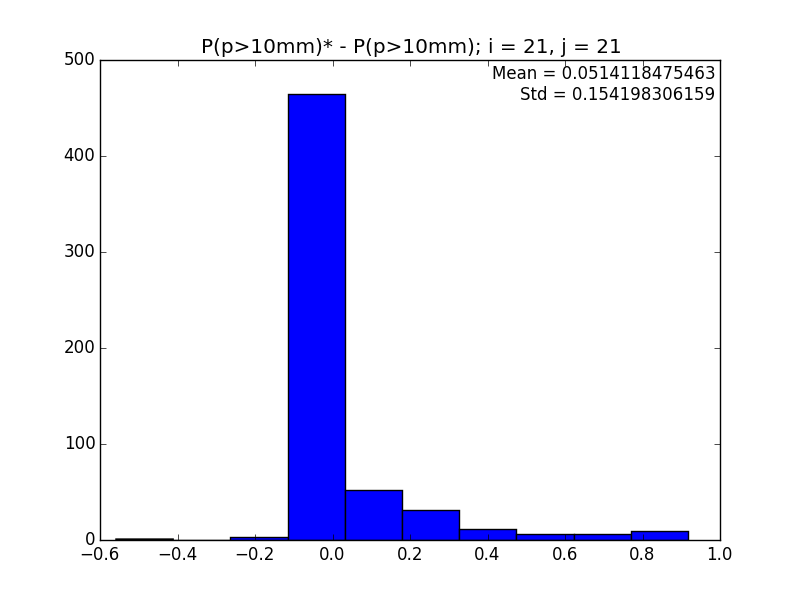 P(p>10mm)* - P(p>10mm); i = 21, j = 21
Mean = 0.0514118475463
Std = 0.154198306159
500
400
300
200
100
0
−0.6 −0.4 −0.2 0.0 0.2 0.4 0.6 0.8 1.0